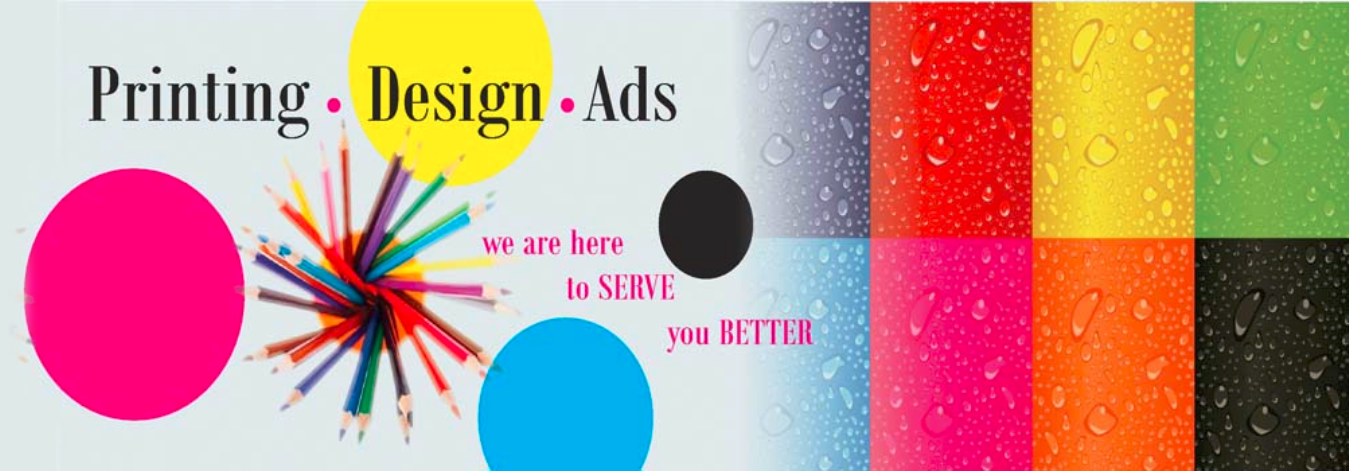 Printing • Design • Ads
we are here
to SERVE
you BETTER